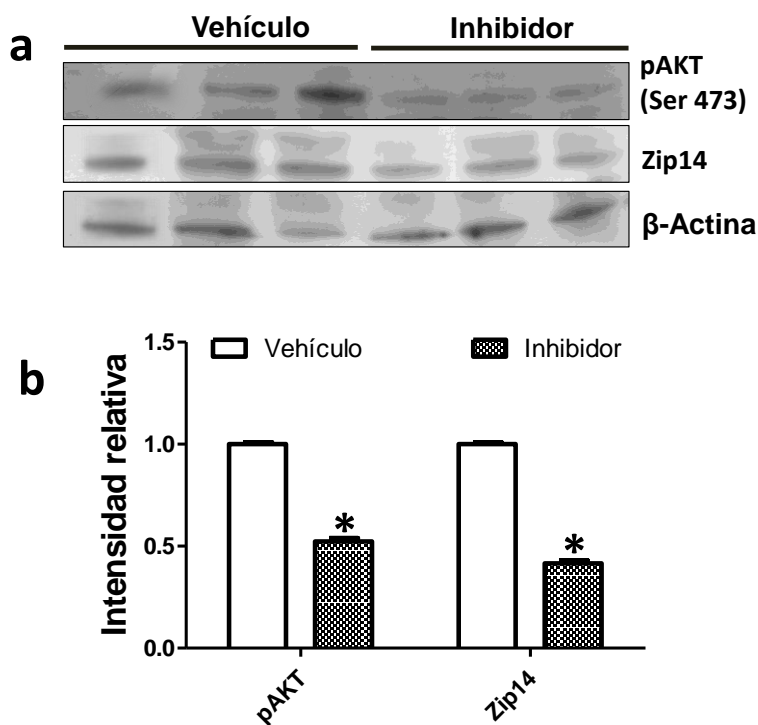 a
Vehículo Inhibidor
pAKT
(Ser 473)
Zip14
β-Actina
b
Vehículo Inhibidor
Intensidad relativa
1.5
1.0
0.5
0.0
*
*
pAKT Zip14